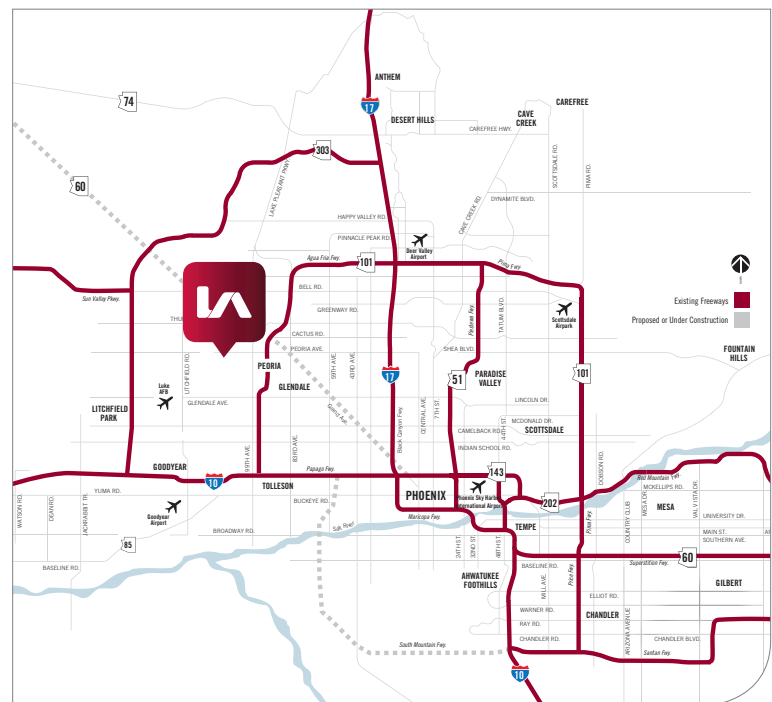 ANTHEM
74
17
DESERT HILLS
CAVE
CREEK
CAREFREE
CAREFREE HWY.
303
60
LAKE PLEASANT PKWY
SCOTTSDALE RD.
PIMA RD.
CAVE CREEK RD.
DYNAMITE BLVD.
HAPPY VALLEY RD.
PINNACLE PEAK RD.
Deer Valley
Airport
Agua Fria Fwy.
101
Pima Fwy.
Sun Valley Pkwy.
BELL RD.
GREENWAY RD.
Piedman Fwy.
TATUM BLVD.
Scottsdale
Airport
Existing Freeways
Proposed or Under Construction
LA
CACTUS RD.
PEORIA AVE.
59TH AVE.
43RD AVE.
SHEA BLVD.
FOUNTAIN
HILLS
LITCHFIELD RD.
PEORIA
GLENDALE
17
51
PARADISE
VALLEY
101
Luke
AFB
GLENDALE AVE.
LITCHFIELD
PARK
Grand Ave.
Black Canyon Fwy.
CENTRAL AVE.
7TH ST.
44TH ST.
LINCOLN DR.
MCDONALD DR.
SCOTTSDALE
CAMELBACK RD.
INDIAN SCHOOL RD.
99TH AVE.
83RD AVE.
GOODYEAR
10
Papago Fwy.
143
DOBSON RD.
Red Mountain Fwy.
MCKELLIPS RD.
TOLLESON
YUMA RD.
BUCKEYE RD.
PHOENIX
Phoenix Sky Harbor
International Airport
202
MESA DR.
VAL VISTA DR.
MESA
WATSON RD.
DEAN RD.
JACKRABBIT TR.
Goodyear
Airport
Maricopa Fwy.
Pima Fwy.
COUNTRY CLUB
UNIVERSITY DR.
BROADWAY RD.
Salt River
TEMPE
MAIN ST.
SOUTHERN AVE.
85
24TH ST.
32ND ST.
48TH ST.
60
Superstition Fwy.
BASELINE RD.
BASELINE RD.
AHWATUKEE
FOOTHILLS
MILL AVE.
Price Fwy.
GILBERT
ELLIOT RD.
WARNER RD.
CHANDLER
RAY RD.
ARIZONA AVENUE
South Mountain Fwy.
CHANDLER RD.
CHANDLER BLVD.
Santan Fwy.
10